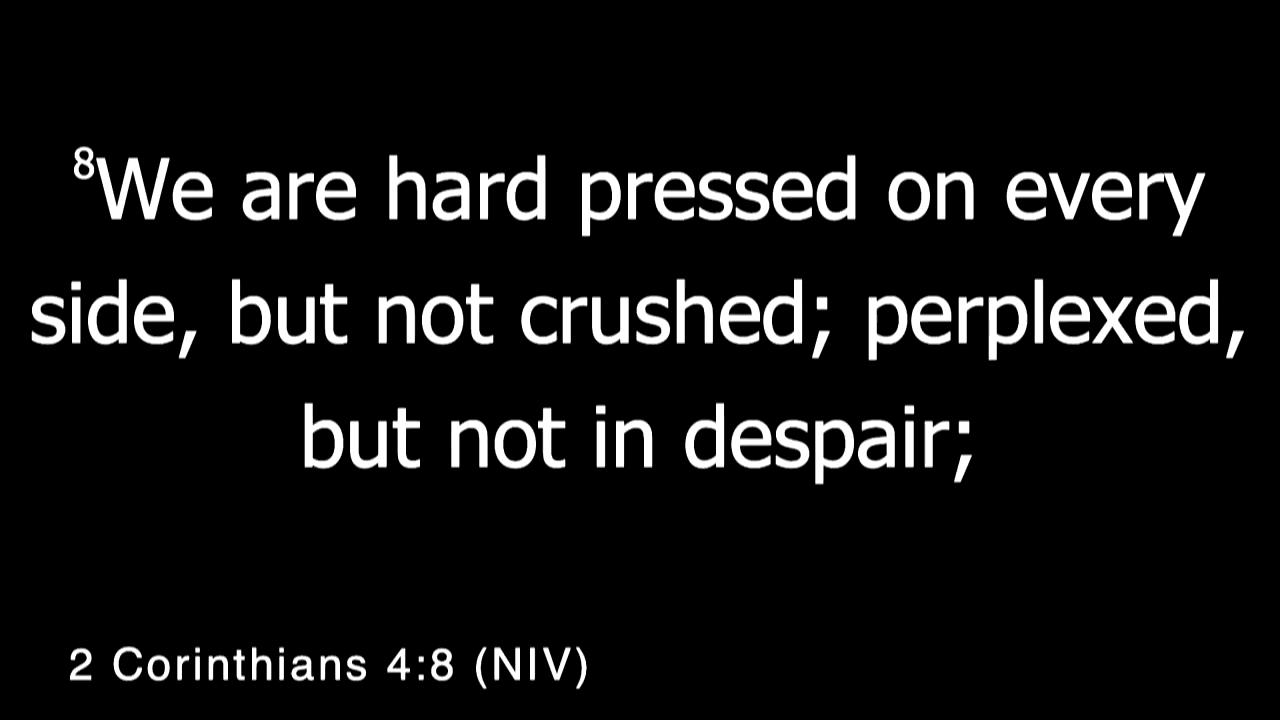 ⁸We are hard pressed on every
side, but not crushed; perplexed,
but not in despair;
2 Corinthians 4:8 (NIV)